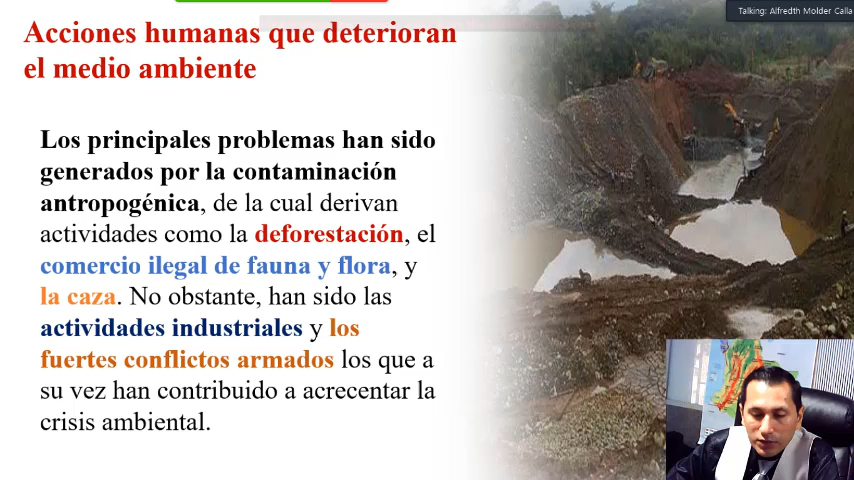 Talking: Alfredth Molder Calla
Acciones humanas que deterioran
el medio ambiente
Los principales problemas han sido
generados por la contaminación
antropogénica, de la cual derivan
actividades como la deforestación, el
comercio ilegal de fauna y flora, y
la caza. No obstante, han sido las
actividades industriales y los
fuertes conflictos armados los que a
su vez han contribuido a acrecentar la
crisis ambiental.